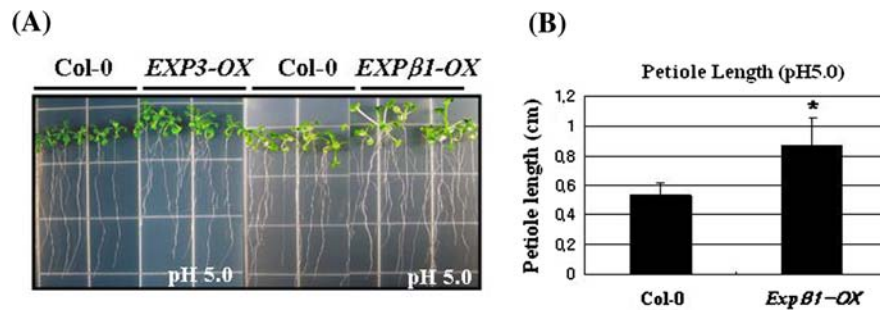 (A)
Col-0 EXP3-OX Col-0 EXPβ1-OX
pH 5.0 pH 5.0
(B)
Petiole Length (pH5.0)
Petiole length (cm)
1,2
1
0,8
0,6
0,4
0,2
0
*
Col-0 ExpB1-OX